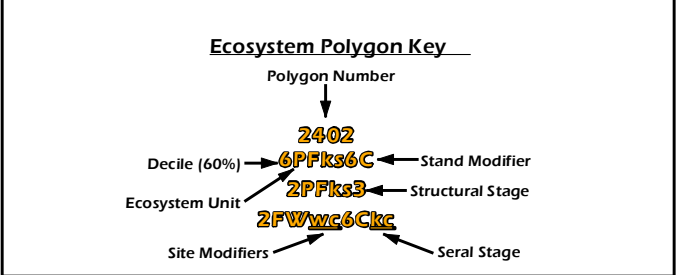 Ecosystem Polygon Key
Polygon Number
2402
Decile (60%) 6PFks6C Stand Modifier
2PFks3 Structural Stage
Ecosystem Unit
2FWwc6Ckc
Site Modifiers Seral Stage